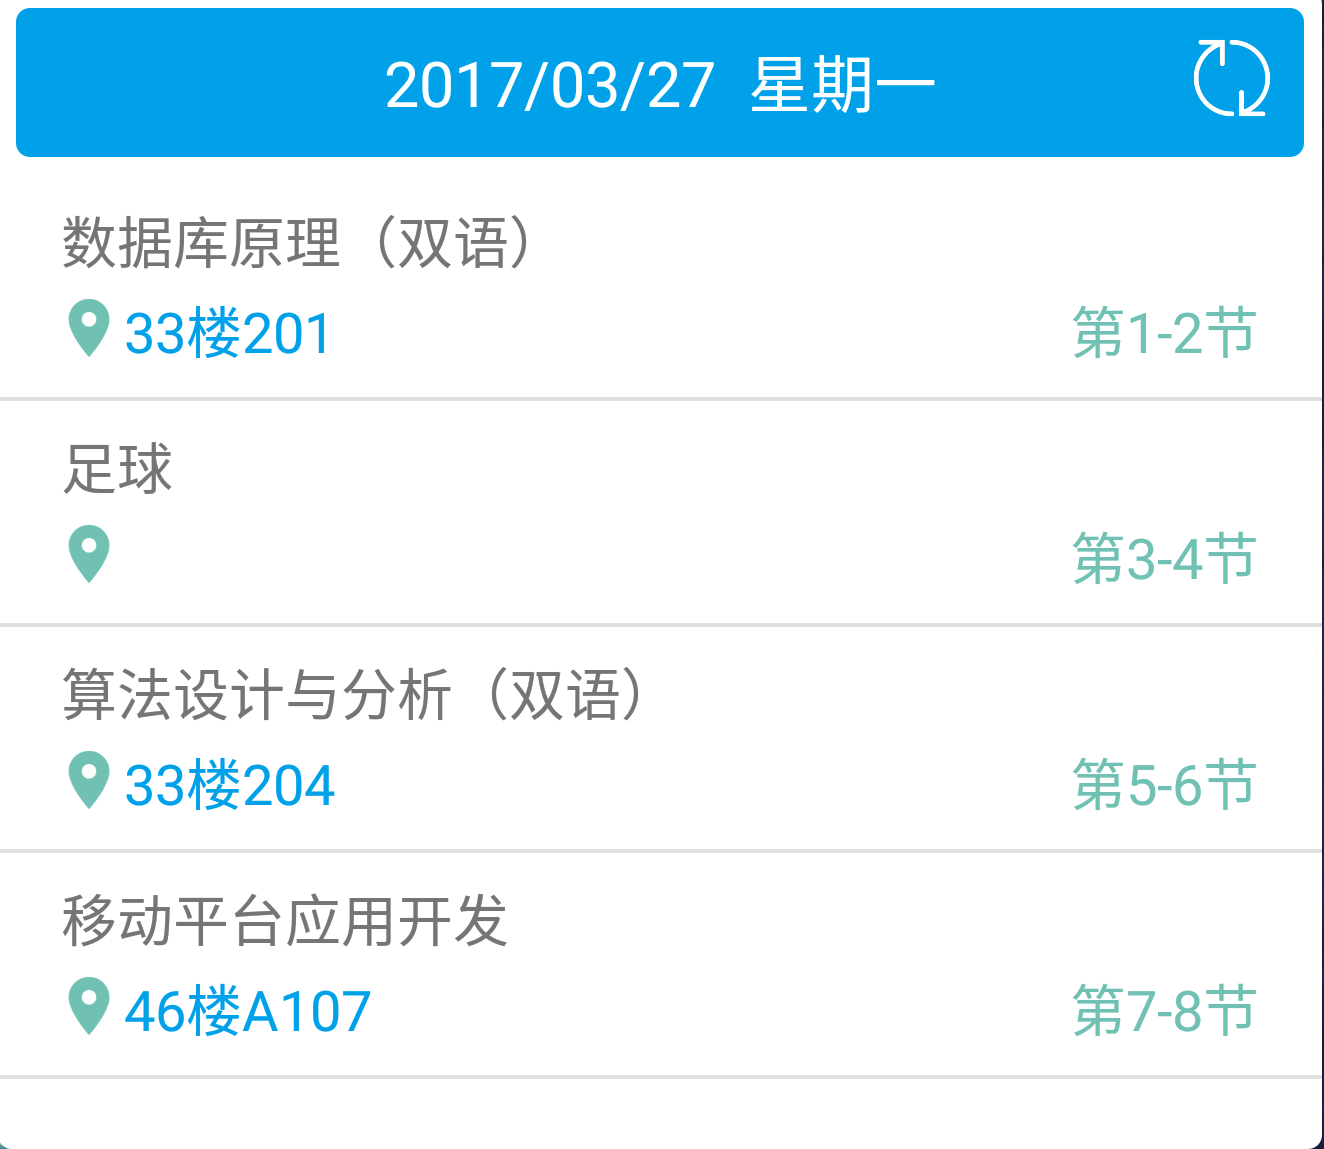 2017/03/27 星期一
数据库原理（双语）
33楼201 第1-2节
足球
第3-4节
算法设计与分析（双语）
33楼204 第5-6节
移动平台应用开发
46楼A107 第7-8节